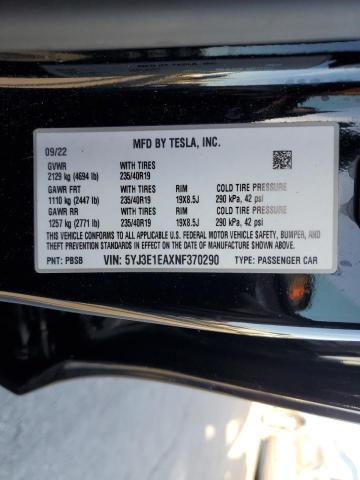 MFD BY TESLA, INC.
09/22
GVWR WITH TIRES
2129 kg (4694 lb) 235/40R19
GAWR FRT WITH TIRES RIM COLD TIRE PRESSURE
1110 kg (2447 lb) 235/40R19 19X8.5J 290 kPa, 42 psi
GAWR RR WITH TIRES RIM COLD TIRE PRESSURE
1257 kg (2771 lb) 235/40R19 19X8.5J 290 kPa, 42 psi
THIS VEHICLE CONFORMS TO ALL APPLICABLE U.S. FEDERAL MOTOR VEHICLE SAFETY, BUMPER, AND
THEFT PREVENTION STANDARDS IN EFFECT ON THE DATE OF MANUFACTURE SHOWN ABOVE.
PNT: PBSB VIN: 5YJ3E1EAXNF370290 TYPE: PASSENGER CAR